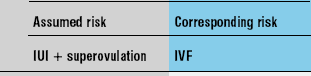 Assumed risk Corresponding risk
IUI + superovulation IVF